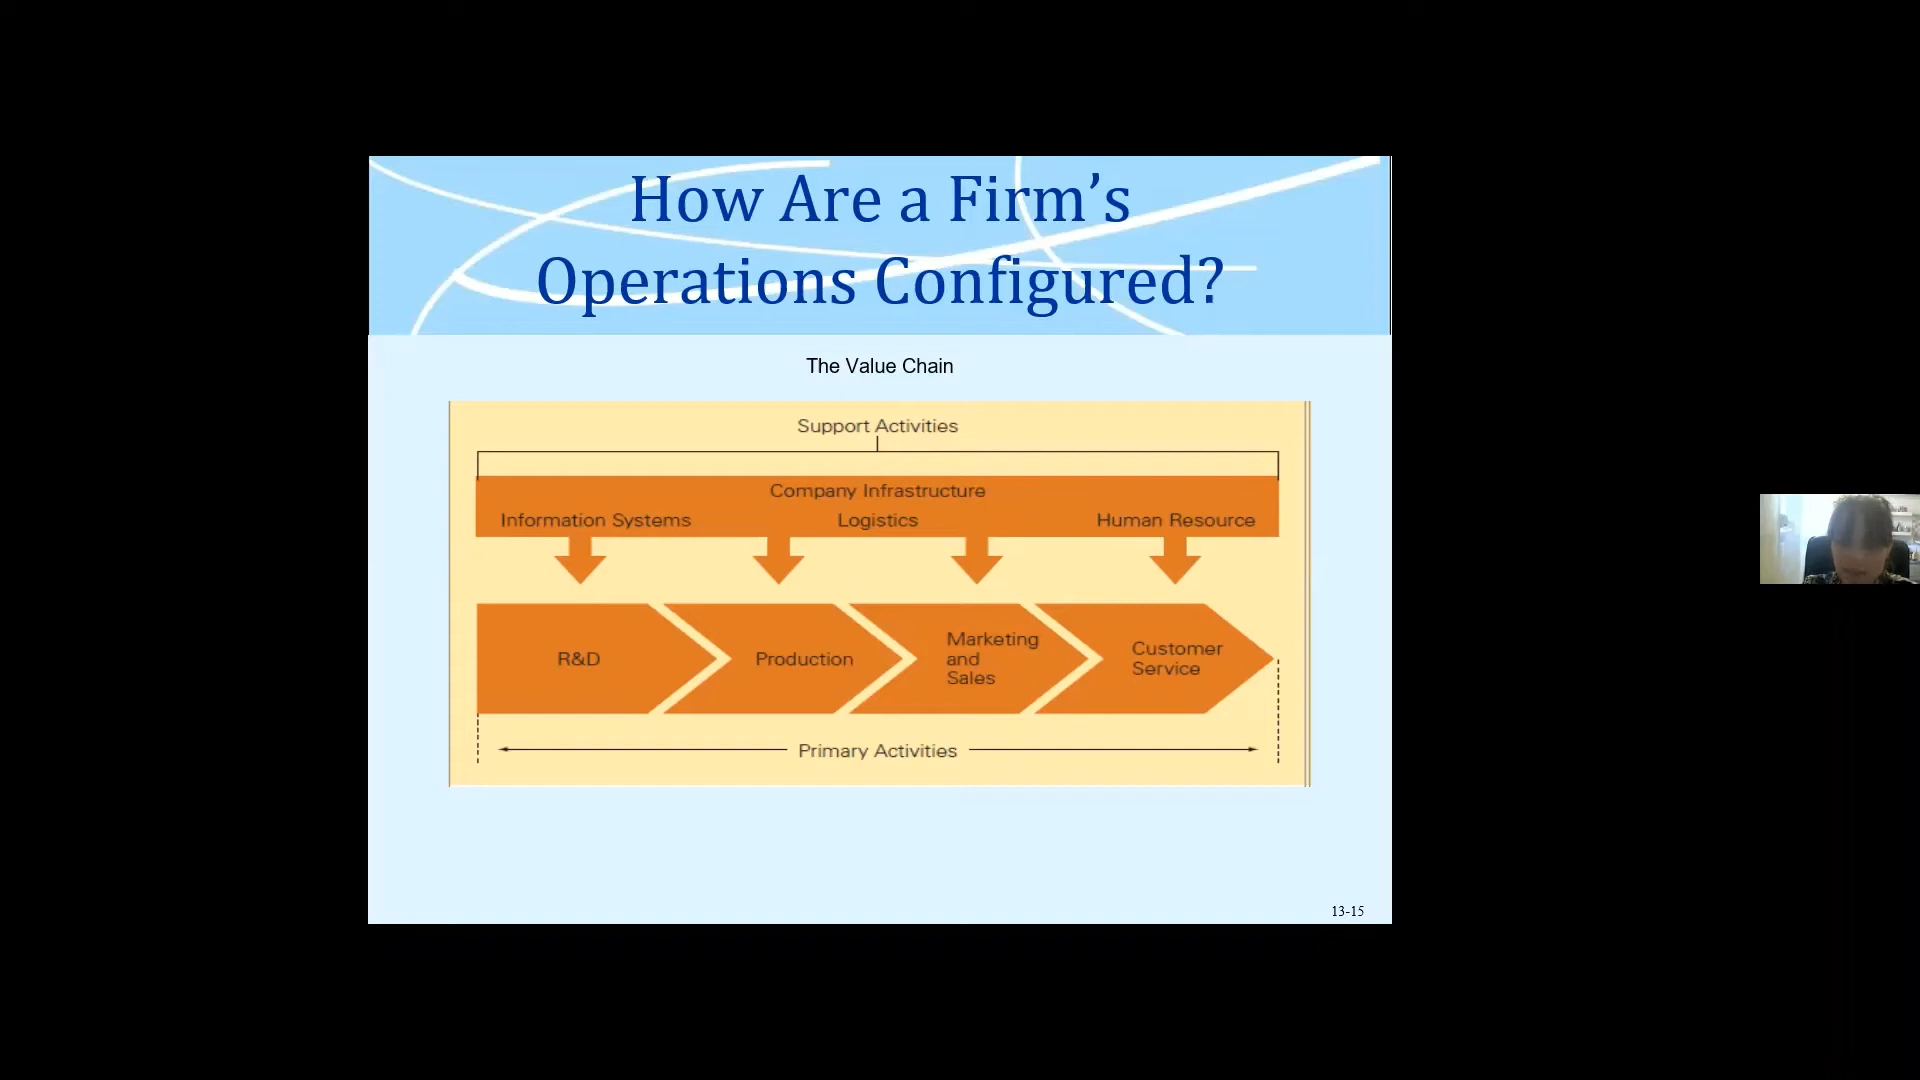 How Are a Firm’s
Operations Configured?
The Value Chain
Support Activities
Company Infrastructure
Information Systems Logistics Human Resource
R&D
Production
Marketing
and
Sales
Customer
Service
Primary Activities
13-15